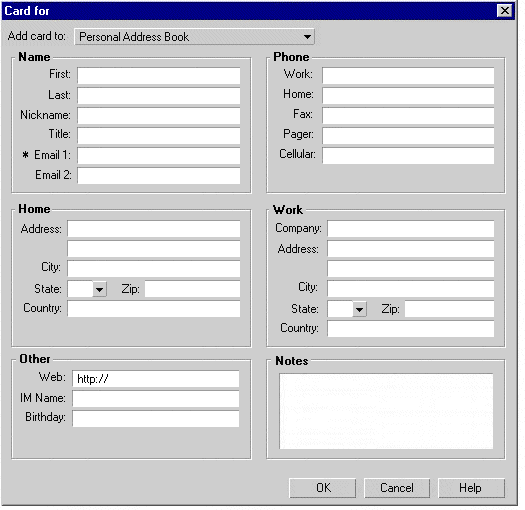 Card for
Add card to: Personal Address Book
Name
First:
Last:
Nickname:
Title:
* Email 1:
Email 2:
Phone
Work:
Home:
Fax:
Pager:
Cellular:
Home
Address:
City:
State: Zip:
Country:
Work
Company:
Address:
City:
State: Zip:
Country:
Other
Web: http://
IM Name:
Birthday:
Notes
OK Cancel Help